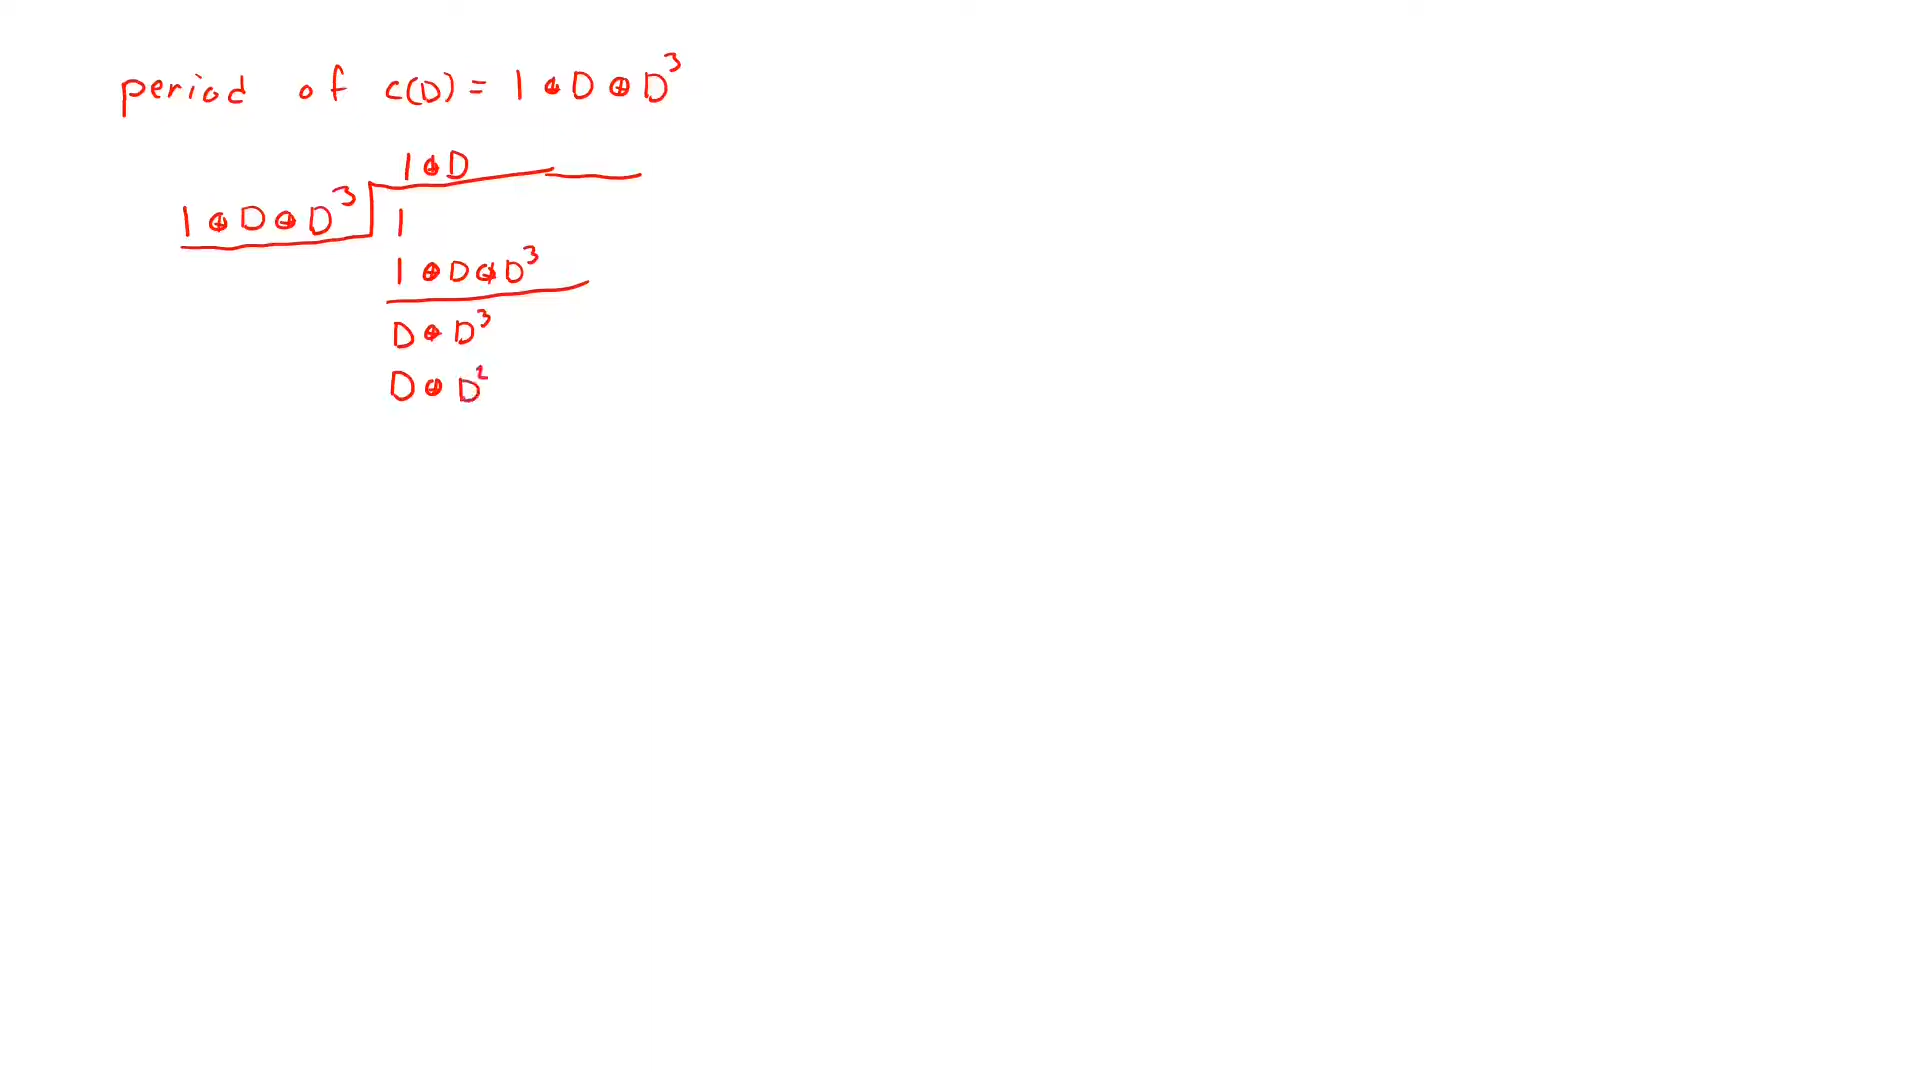 period of c(D) = 1 ⊕ D ⊕ D³
1 ⊕ D
1 ⊕ D ⊕ D³ 1
1 ⊕ D ⊕ D³
D ⊕ D³
D ⊕ D²